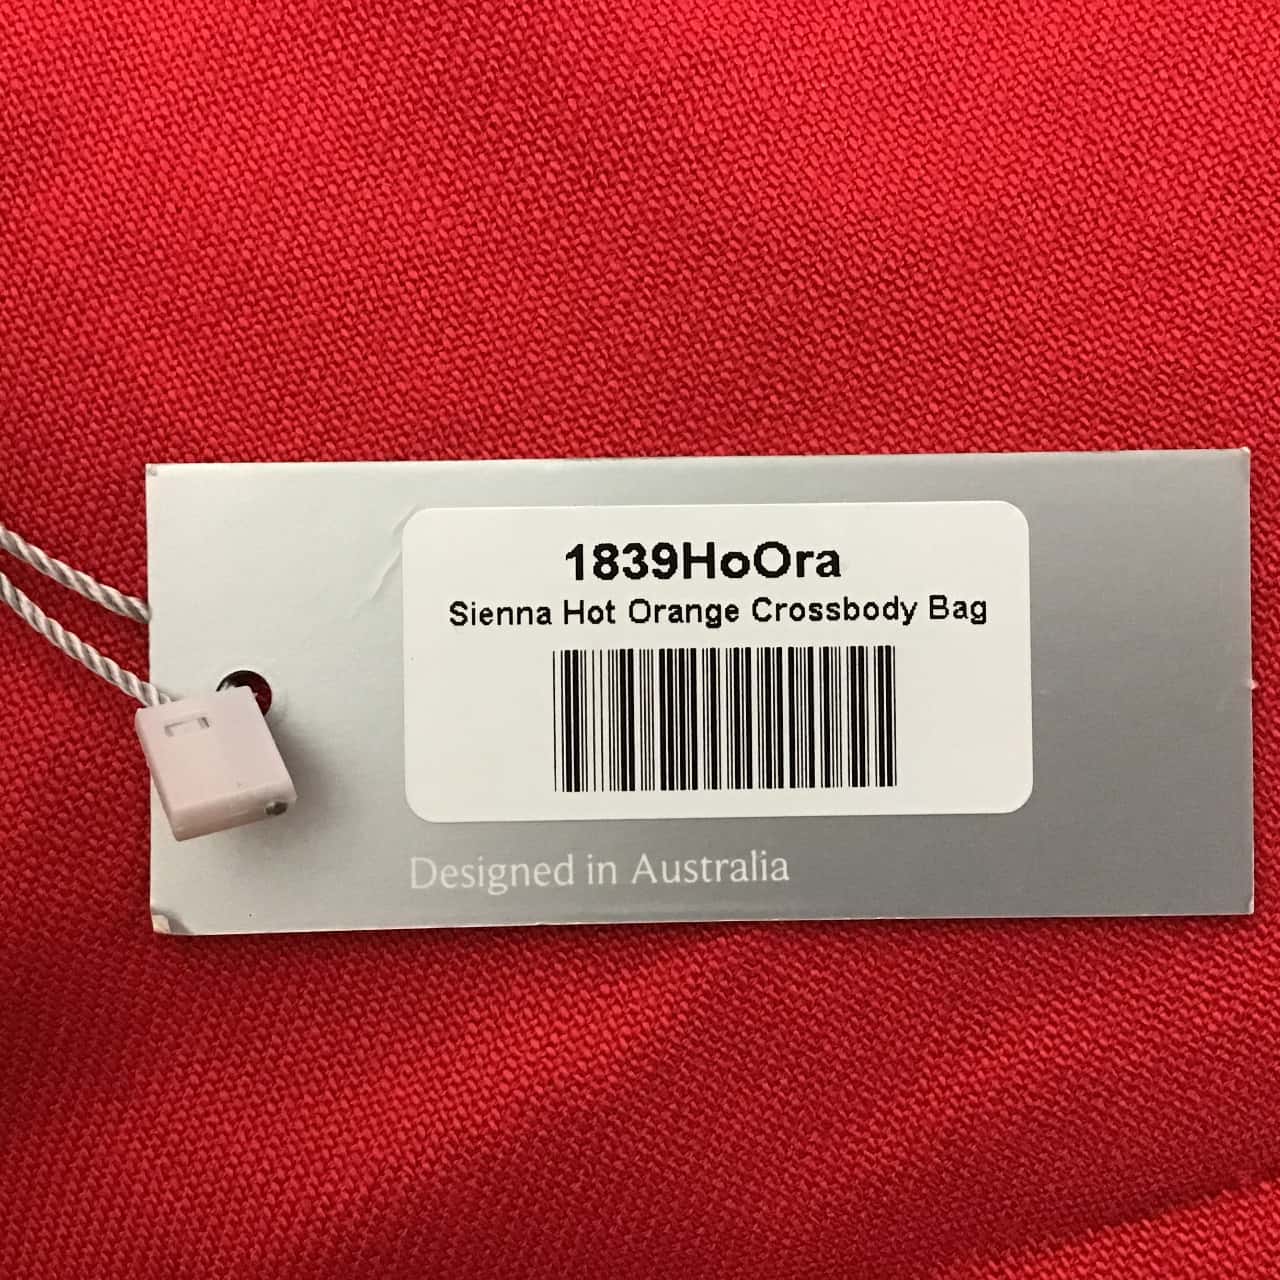 1839HoOra
Sienna Hot Orange Crossbody Bag
Designed in Australia